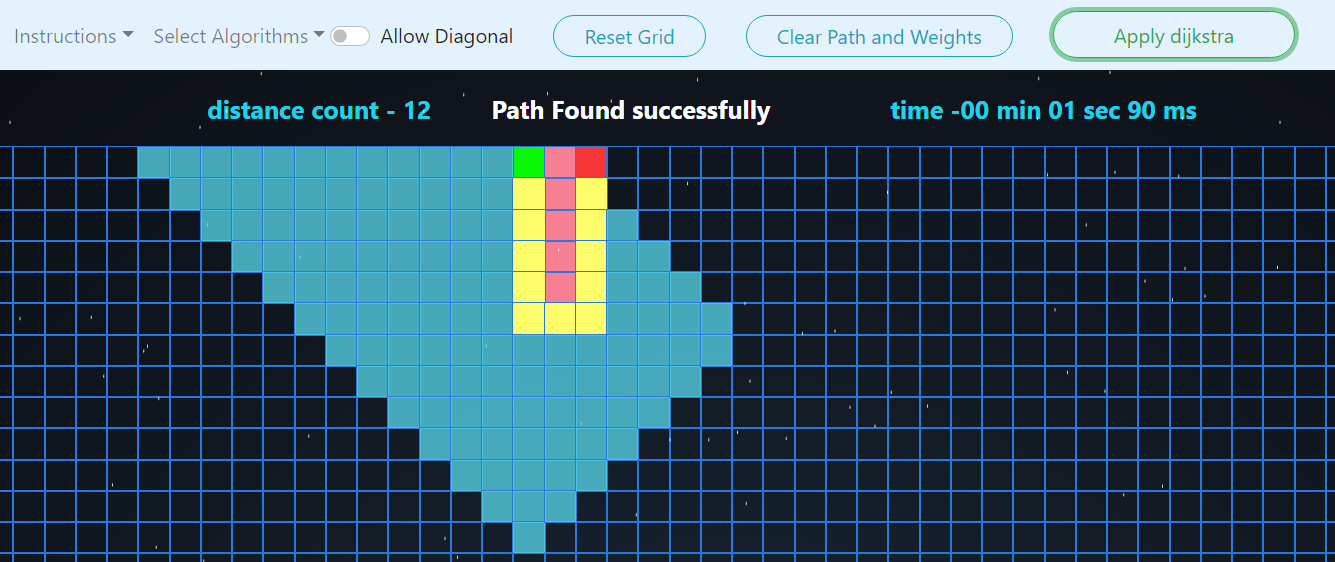 Instructions Select Algorithms Allow Diagonal Reset Grid Clear Path and Weights Apply dijkstra
distance count - 12 Path Found successfully time -00 min 01 sec 90 ms